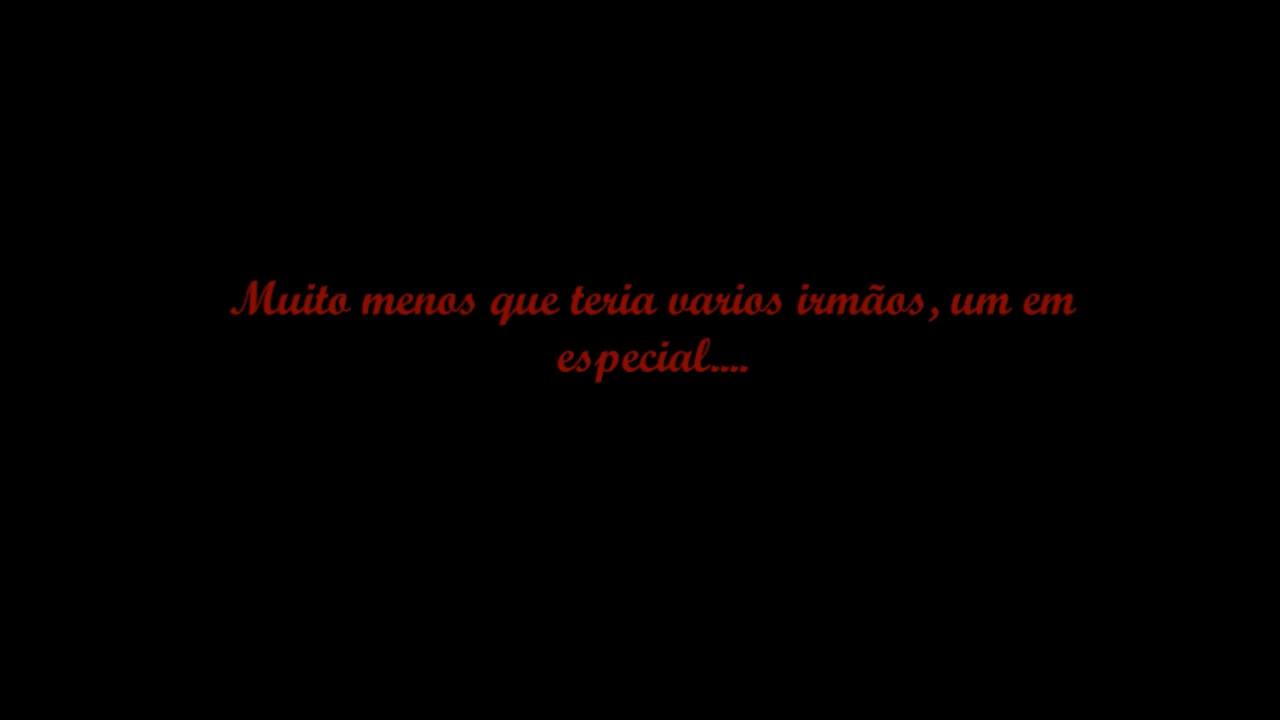 Muito menos que teria varios irmãos, um em
especial....